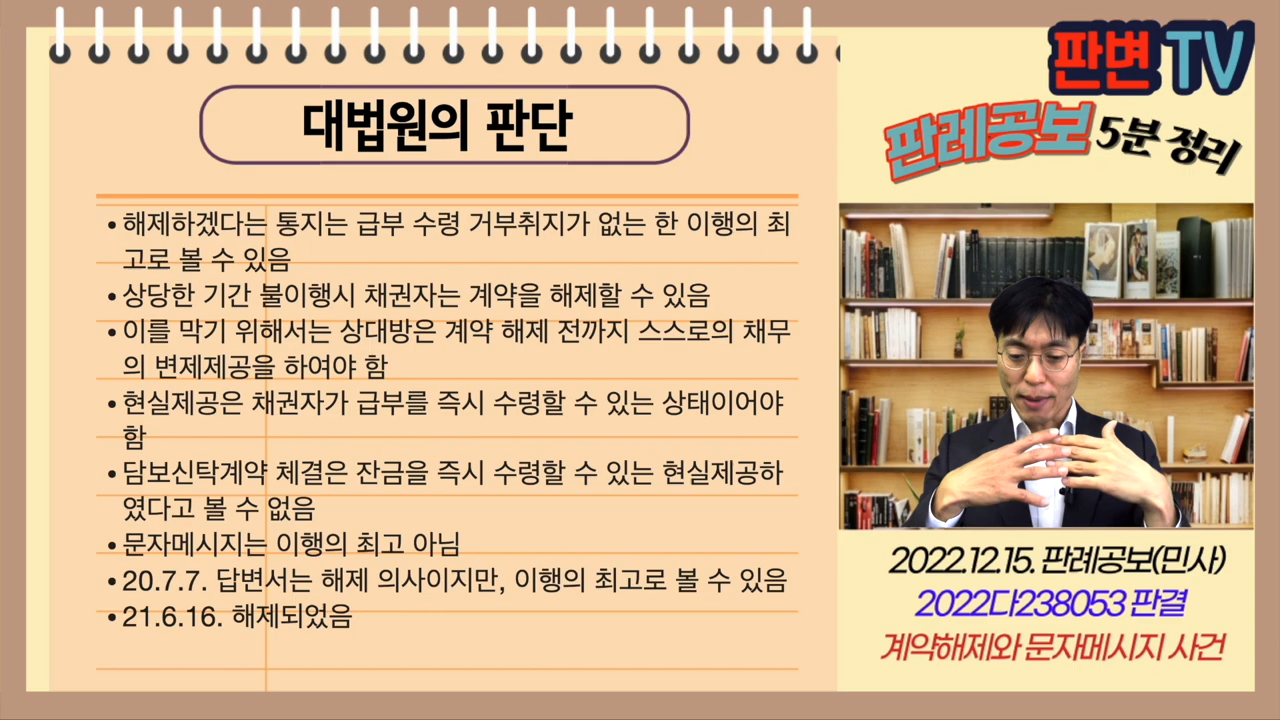 대법원의 판단
• 해제하겠다는 통지는 급부 수령 거부취지가 없는 한 이행의 최
고로 볼 수 있음
• 상당한 기간 불이행시 채권자는 계약을 해제할 수 있음
• 이를 막기 위해서는 상대방은 계약 해제 전까지 스스로의 채무
의 변제제공을 하여야 함
• 현실제공은 채권자가 급부를 즉시 수령할 수 있는 상태이어야
함
• 담보신탁계약 체결은 잔금을 즉시 수령할 수 있는 현실제공하
였다고 볼 수 없음
• 문자메시지는 이행의 최고 아님
• 20.7.7. 답변서는 해제 의사이지만, 이행의 최고로 볼 수 있음
• 21.6.16. 해제되었음
판변 TV
판례공보 5분 정리
2022.12.15. 판례공보(민사)
2022다238053 판결
계약해제와 문자메시지 사건